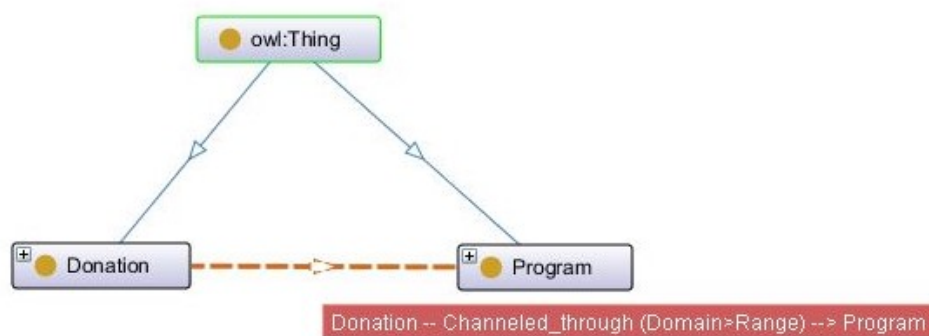 owl:Thing
Donation
Program
Donation -- Channeled_through (Domain>Range) --> Program